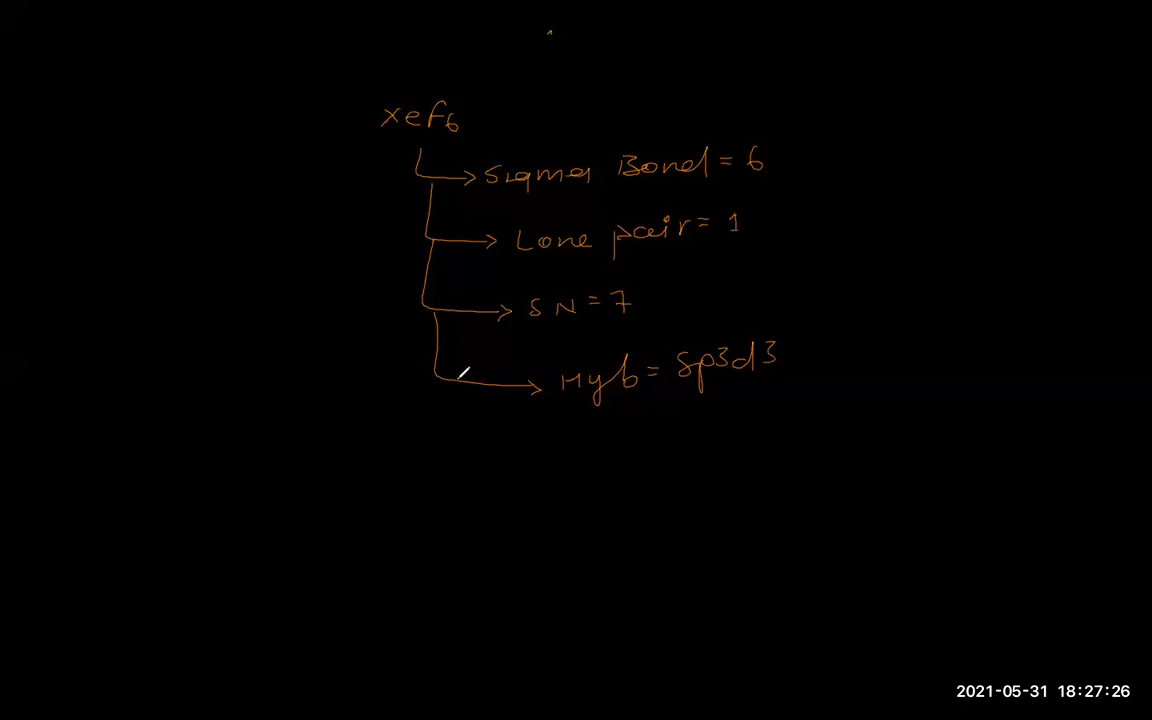 XeF6
Sigma Bond = 6
Lone pair = 1
SN = 7
Hyb = Sp3d3
2021-05-31 18:27:26